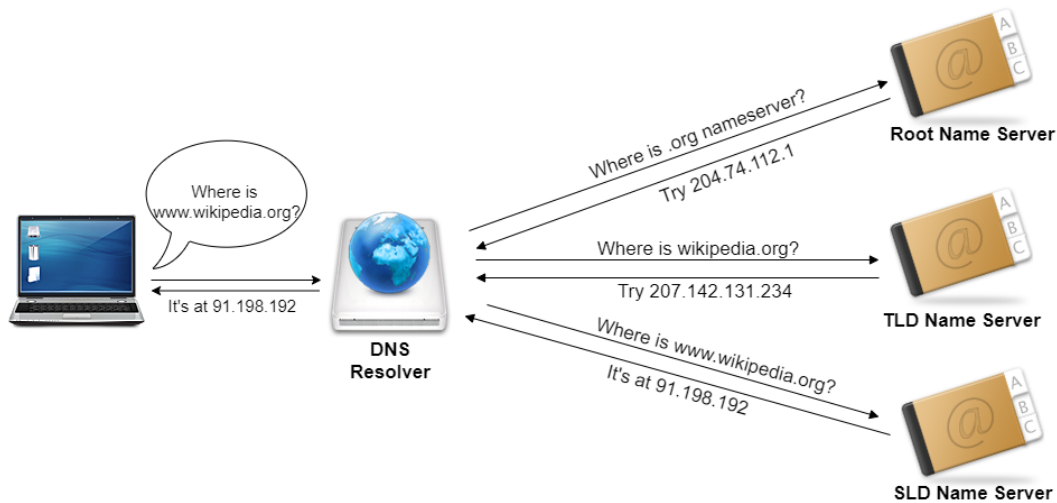 Where is
www.wikipedia.org?
It's at 91.198.192
DNS
Resolver
Where is .org nameserver?
Try 204.74.112.1
@
A
B
C
Root Name Server
Where is wikipedia.org?
Try 207.142.131.234
@
A
B
C
TLD Name Server
Where is www.wikipedia.org?
It's at 91.198.192
@
A
B
C
SLD Name Server